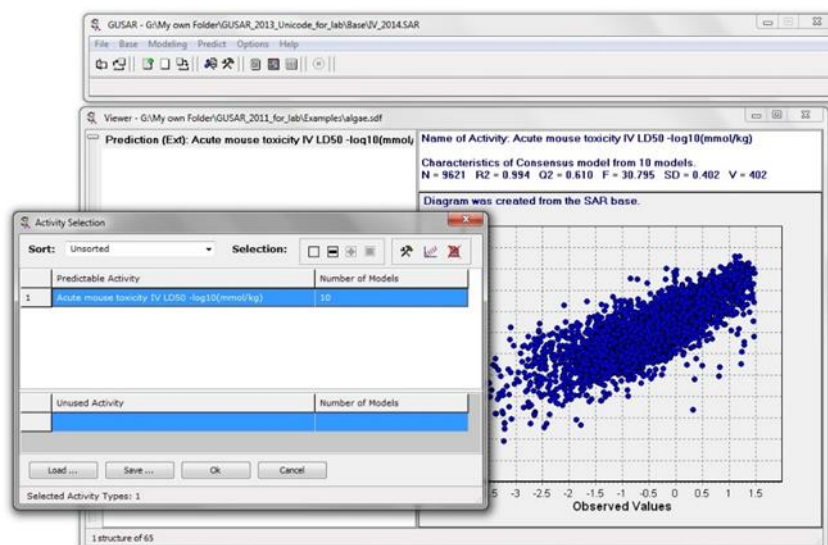 GUSAR - G:\My own Folder\GUSAR_2013_Unicode_for_lab\Base\IV_2014.SAR
File Base Modeling Predict Options Help
Viewer - G:\My own Folder\GUSAR_2011_for_lab\Examples\algae.sdf
Prediction (Ext): Acute mouse toxicity IV LD50 -log10(mmol/
Name of Activity: Acute mouse toxicity IV LD50 -log10(mmol/kg)
Characteristics of Consensus model from 10 models.
N = 9621 R2 = 0.994 Q2 = 0.610 F = 30.795 SD = 0.402 V = 402
Diagram was created from the SAR base.
Activity Selection
Sort: Unsorted Selection:
Predictable Activity Number of Models
1 Acute mouse toxicity IV LD50 -log10(mmol/kg) 10
Unused Activity Number of Models
Load ... Save ... Ok Cancel
Selected Activity Types: 1
.5 -3 -2.5 -2 -1.5 -1 -0.5 0 0.5 1 1.5
Observed Values
1 structure of 65